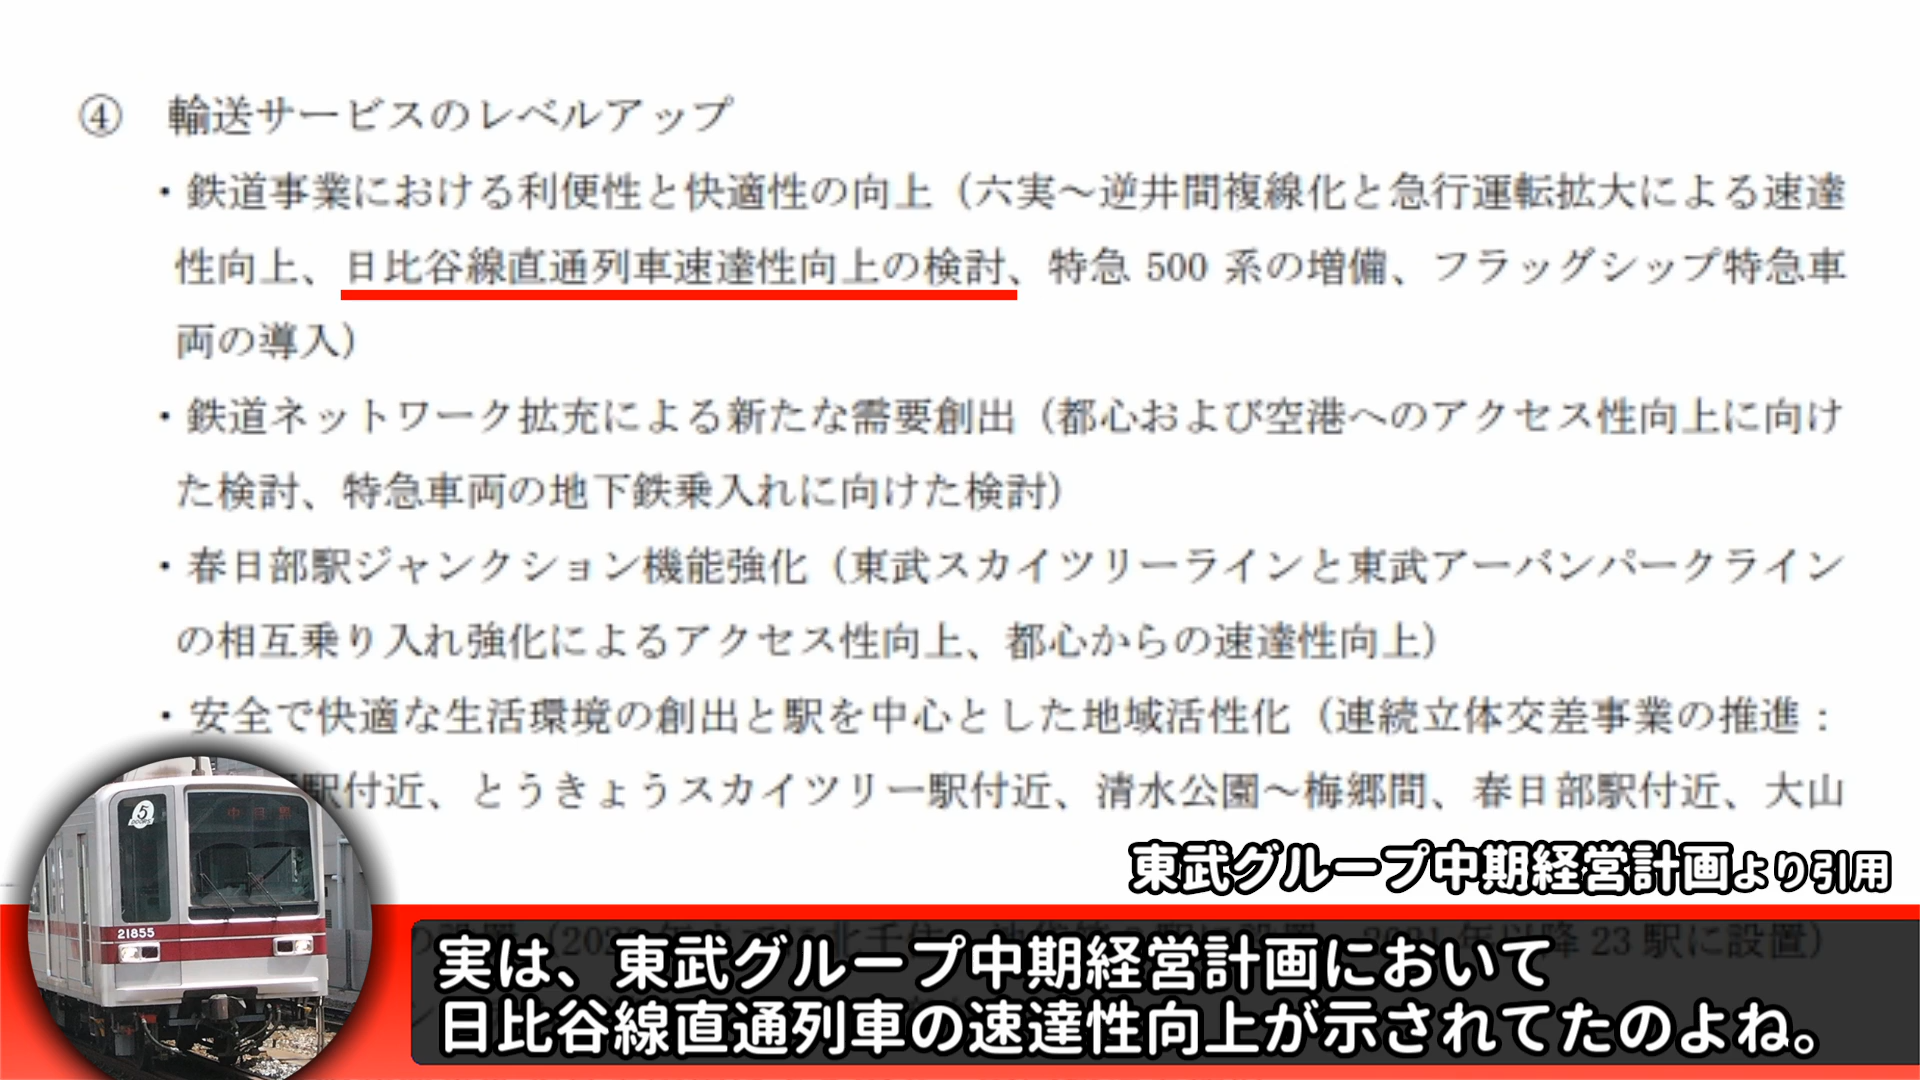 ④　輸送サービスのレベルアップ
・鉄道事業における利便性と快適性の向上（六実～逆井間複線化と急行運転拡大による速達
性向上、日比谷線直通列車速達性向上の検討、特急 500 系の増備、フラッグシップ特急車
両の導入）
・鉄道ネットワーク拡充による新たな需要創出（都心および空港へのアクセス性向上に向け
た検討、特急車両の地下鉄乗入れに向けた検討）
・春日部駅ジャンクション機能強化（東武スカイツリーラインと東武アーバンパークライン
の相互乗り入れ強化によるアクセス性向上、都心からの速達性向上）
・安全で快適な生活環境の創出と駅を中心とした地域活性化（連続立体交差事業の推進：
駅付近、とうきょうスカイツリー駅付近、清水公園～梅郷間、春日部駅付近、大山
東武グループ中期経営計画より引用
年以降 23 駅に設置）
5
21855
実は、東武グループ中期経営計画において
日比谷線直通列車の速達性向上が示されてたのよね。